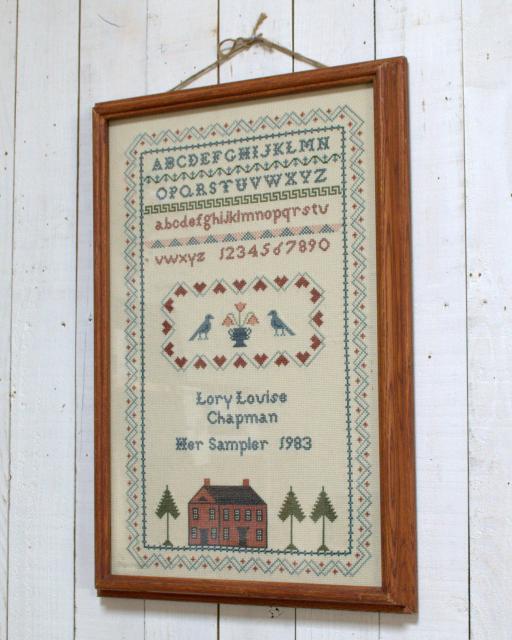 ABCDEFGHIJKLMN
OPQRSTUVWXYZ
abcdefghijklmnopqrstu
vwxyz 1234567890
Lory Louise
Chapman
Her Sampler 1983